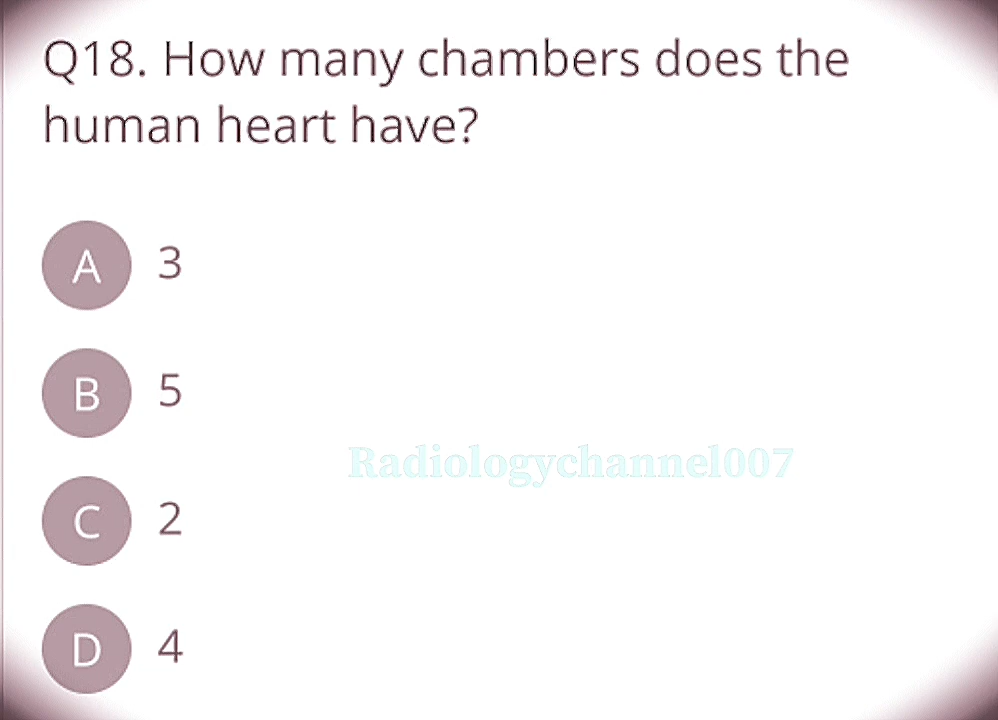 Q18. How many chambers does the
human heart have?
A 3
B 5
Radiologychannel007
C 2
D 4